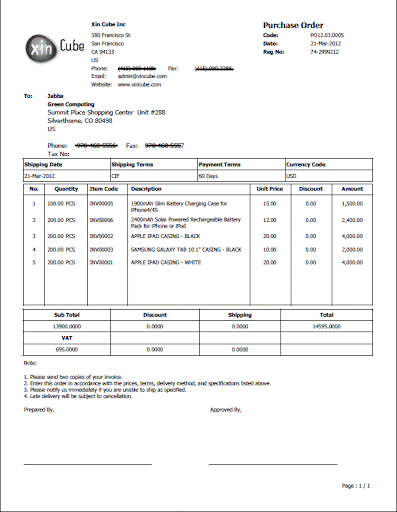 xin Cube
Xin Cube Inc
380 Francisco St
San Francisco
CA 94133
US
Phone: Fax:
Email: admin@xincube.com
Website: www.xincube.com
Purchase Order
Code: PO12.03.0005
Date: 21-Mar-2012
Reg No: 74-2999212
To: Jabba
Green Computing
Summit Place Shopping Center Unit #288
Silverthorne, CO 80498
US
Phone: 970-468-5556 Fax: 970-468-5557
Tax No:
Shipping Date Shipping Terms Payment Terms Currency Code
21-Mar-2012 CIF 60 Days USD
No. Quantity Item Code Description Unit Price Discount Amount
1 100.00 PCS INV00005 1900mAh Slim Battery Charging Case for 15.00 0.00 1,500.00
iPhone4/4S
2 200.00 PCS INV00006 2400mAh Solar Powered Rechargeable Battery 12.00 0.00 2,400.00
Pack for iPhone or iPod
3 200.00 PCS INV00002 APPLE IPAD CASING - BLACK 20.00 0.00 4,000.00
4 200.00 PCS INV00003 SAMSUNG GALAXY TAB 10.1" CASING - BLACK 10.00 0.00 2,000.00
5 200.00 PCS INV00001 APPLE IPAD CASING - WHITE 20.00 0.00 4,000.00
Sub Total Discount Shipping Total
13900.0000 0.0000 0.0000 14595.0000
VAT
695.0000 0.0000 0.0000
Note:
1. Please send two copies of your invoice.
2. Enter this order in accordance with the prices, terms, delivery method, and specifications listed above.
3. Please notify us immediately if you are unable to ship as specified.
4. Late delivery will be subject to cancellation.
Prepared By, Approved By,
Page : 1 / 1